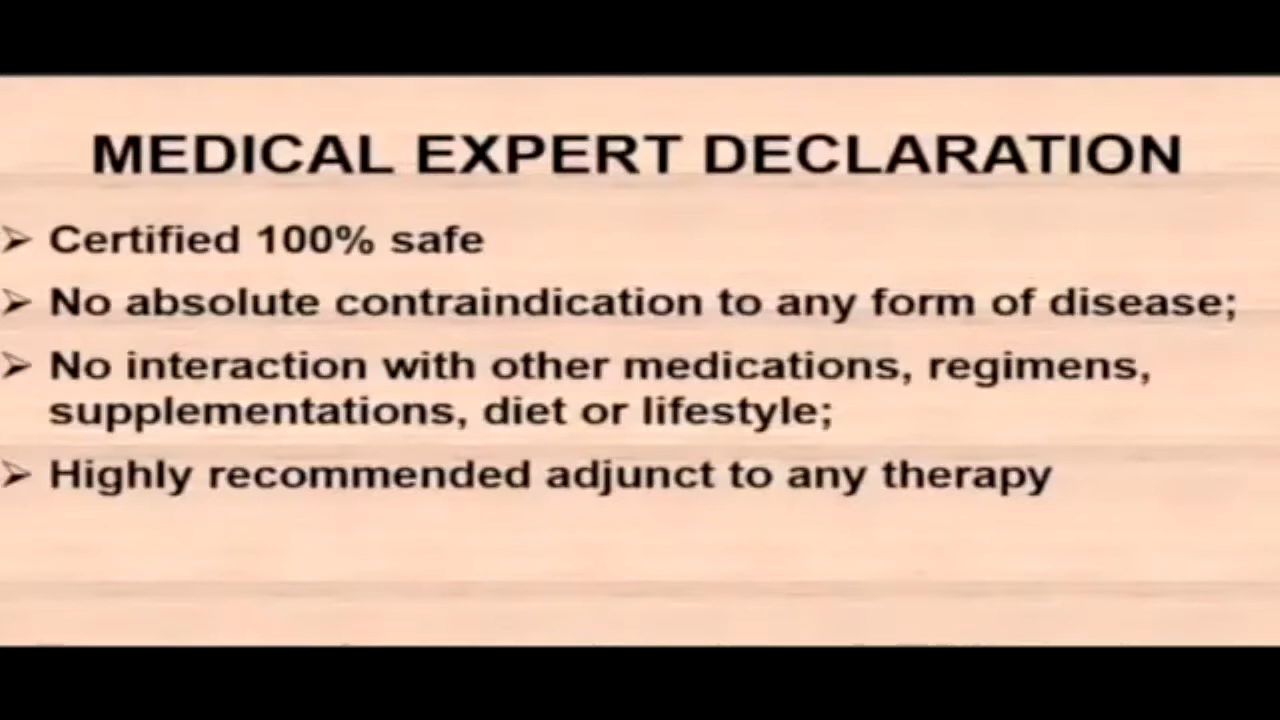 MEDICAL EXPERT DECLARATION
➢ Certified 100% safe
➢ No absolute contraindication to any form of disease;
➢ No interaction with other medications, regimens,
supplementations, diet or lifestyle;
➢ Highly recommended adjunct to any therapy